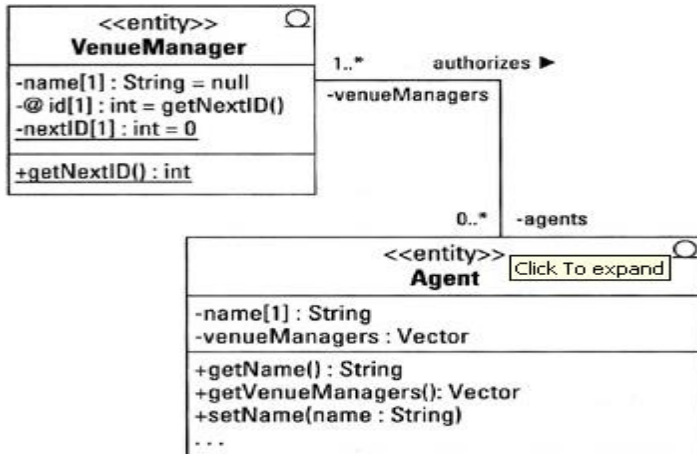 <<entity>>
VenueManager
-name[1] : String = null
-@ id[1] : int = getNextID()
-nextID[1] : int = 0
+getNextID() : int
1..* authorizes ►
-venueManagers
0..* -agents
<<entity>>
Agent
Click To expand
-name[1] : String
-venueManagers : Vector
+getName() : String
+getVenueManagers(): Vector
+setName(name : String)
. . .